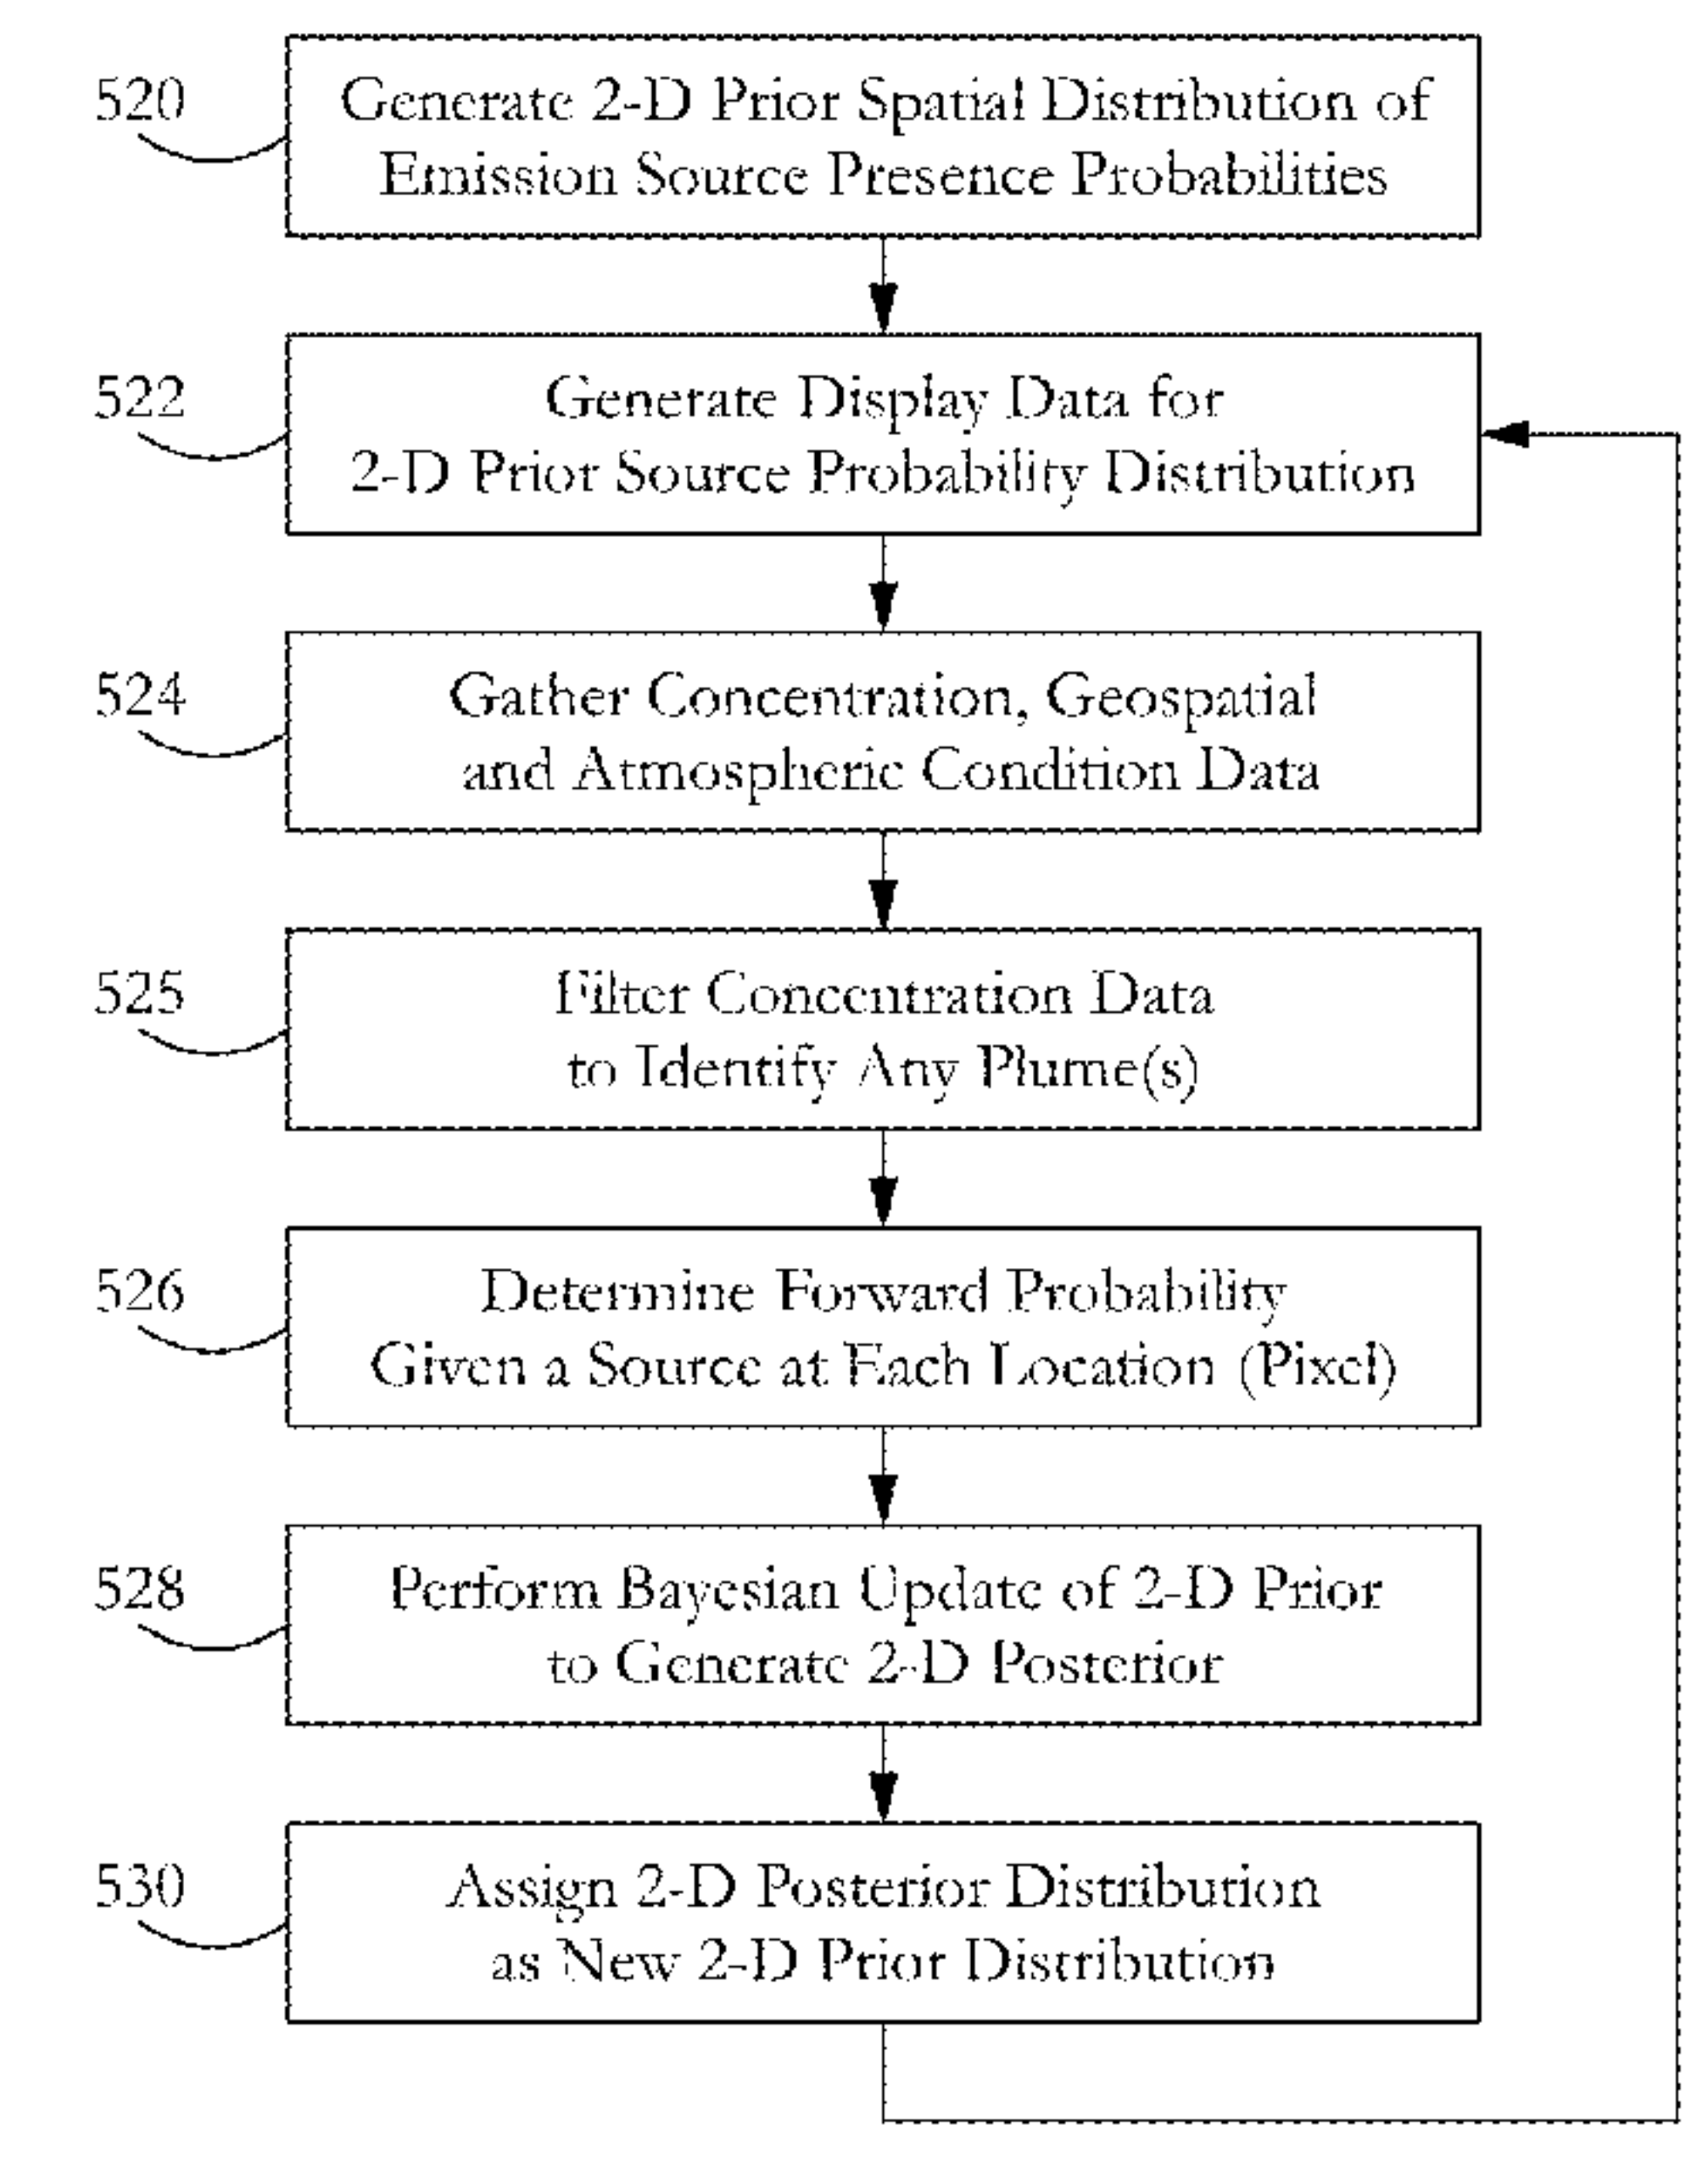 520
Generate 2-D Prior Spatial Distribution of
Emission Source Presence Probabilities
522
Generate Display Data for
2-D Prior Source Probability Distribution
524
Gather Concentration, Geospatial
and Atmospheric Condition Data
525
Filter Concentration Data
to Identify Any Plume(s)
526
Determine Forward Probability
Given a Source at Each Location (Pixel)
528
Perform Bayesian Update of 2-D Prior
to Generate 2-D Posterior
530
Assign 2-D Posterior Distribution
as New 2-D Prior Distribution